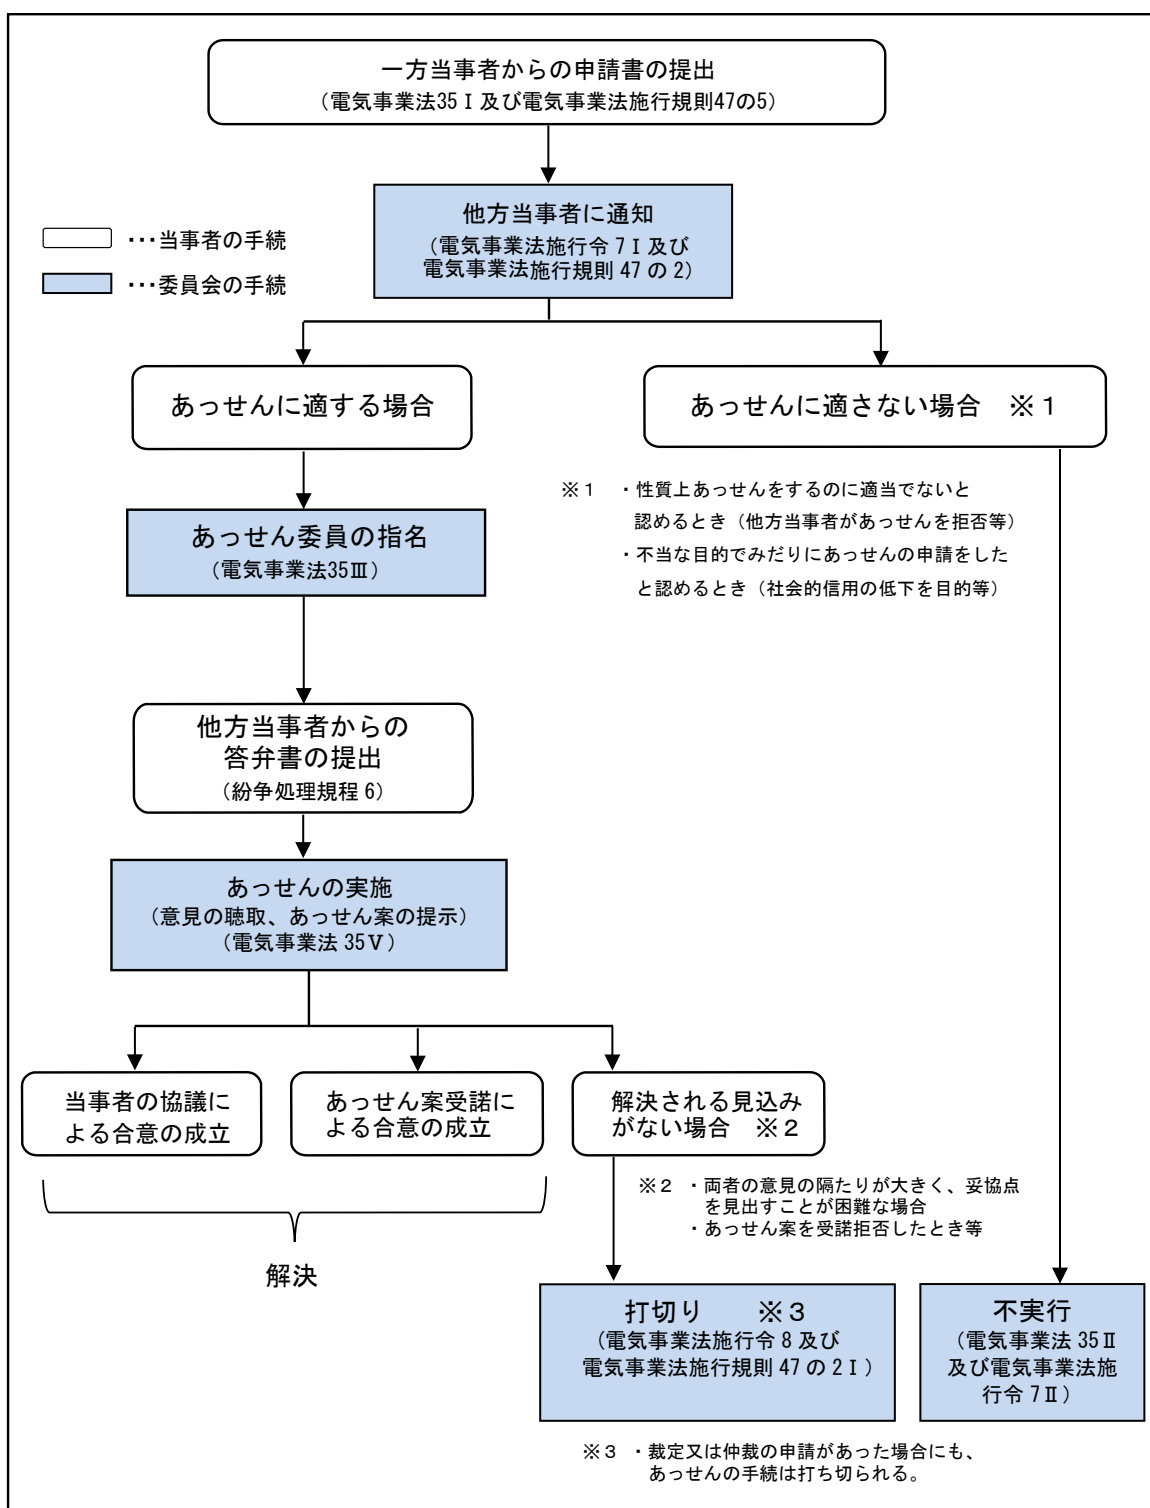 一方当事者からの申請書の提出
（電気事業法35Ⅰ及び電気事業法施行規則47の5）
他方当事者に通知
（電気事業法施行令7Ⅰ及び
電気事業法施行規則47の2）
・・・当事者の手続
・・・委員会の手続
あっせんに適する場合
あっせんに適さない場合　※１
※１　・性質上あっせんをするのに適当でないと
認めるとき（他方当事者があっせんを拒否等）
・不当な目的でみだりにあっせんの申請をした
と認めるとき（社会的信用の低下を目的等）
あっせん委員の指名
（電気事業法35Ⅲ）
他方当事者からの
答弁書の提出
（紛争処理規程6）
あっせんの実施
（意見の聴取、あっせん案の提示）
（電気事業法35Ⅴ）
当事者の協議に
よる合意の成立
あっせん案受諾に
よる合意の成立
解決される見込み
がない場合　※２
※２　・両者の意見の隔たりが大きく、妥協点
を見出すことが困難な場合
・あっせん案を受諾拒否したとき等
解決
打切り　※３
（電気事業法施行令8及び
電気事業法施行規則47の2Ⅰ）
不実行
（電気事業法35Ⅱ
及び電気事業法施
行令7Ⅱ）
※３　・裁定又は仲裁の申請があった場合にも、
あっせんの手続は打ち切られる。